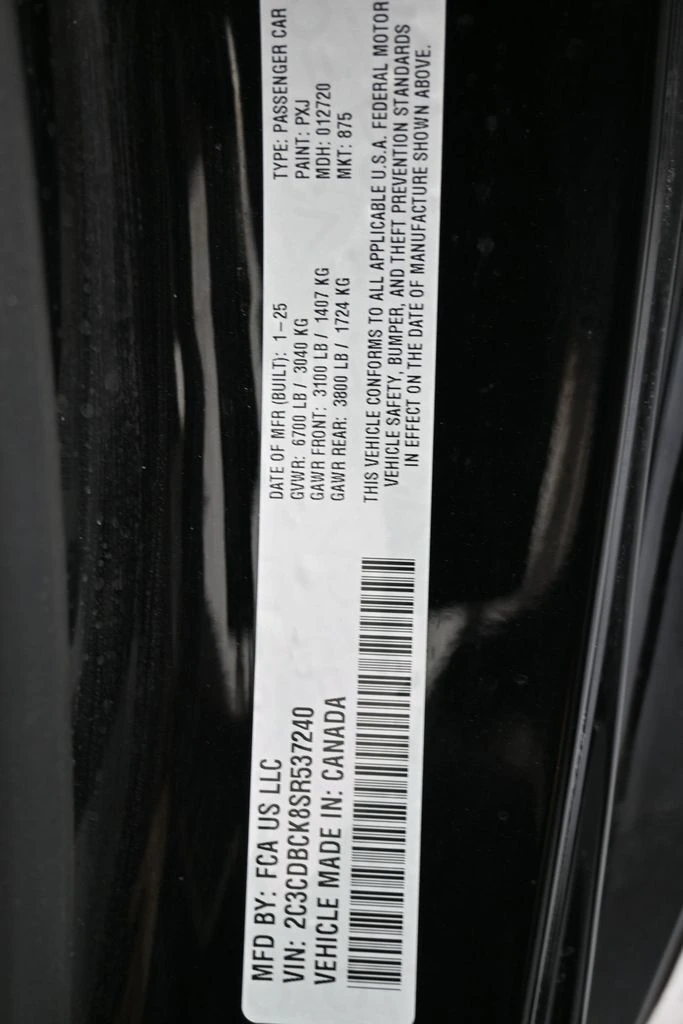 MFD BY: FCA US LLC
VIN: 2C3CDBCK8SR537240
VEHICLE MADE IN: CANADA
DATE OF MFR (BUILT): 1-25
GVWR: 6700 LB / 3040 KG
GAWR FRONT: 3100 LB / 1407 KG
GAWR REAR: 3800 LB / 1724 KG
TYPE: PASSENGER CAR
PAINT: PXJ
MDH: 012720
MKT: 875
THIS VEHICLE CONFORMS TO ALL APPLICABLE U.S.A. FEDERAL MOTOR
VEHICLE SAFETY, BUMPER, AND THEFT PREVENTION STANDARDS
IN EFFECT ON THE DATE OF MANUFACTURE SHOWN ABOVE.